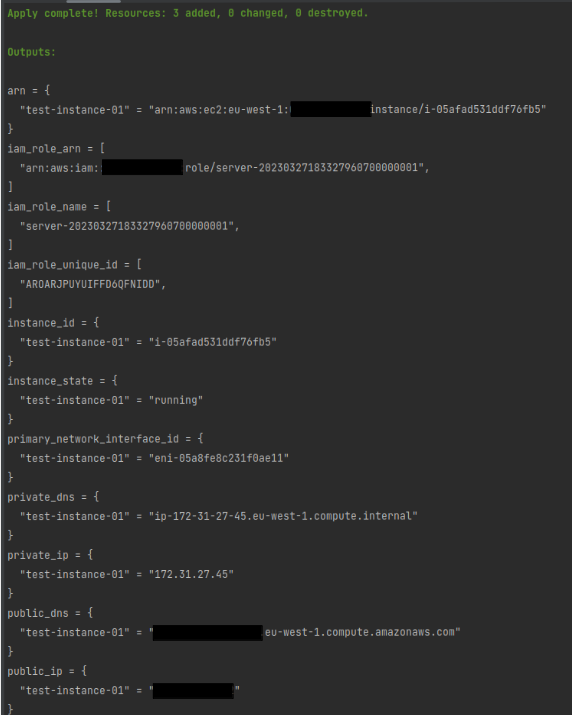 Apply complete! Resources: 3 added, 0 changed, 0 destroyed.
Outputs:
arn = {
"test-instance-01" = "arn:aws:ec2:eu-west-1: instance/i-05afad531ddf76fb5"
}
iam_role_arn = [
"arn:aws:iam: role/server-20230327183327960700000001",
]
iam_role_name = [
"server-20230327183327960700000001",
]
iam_role_unique_id = [
"AROARJPUYUIFFD6QFNIDD",
]
instance_id = {
"test-instance-01" = "i-05afad531ddf76fb5"
}
instance_state = {
"test-instance-01" = "running"
}
primary_network_interface_id = {
"test-instance-01" = "eni-05a8fe8c231f0ae11"
}
private_dns = {
"test-instance-01" = "ip-172-31-27-45.eu-west-1.compute.internal"
}
private_ip = {
"test-instance-01" = "172.31.27.45"
}
public_dns = {
"test-instance-01" = " .eu-west-1.compute.amazonaws.com"
}
public_ip = {
"test-instance-01" = " "
}